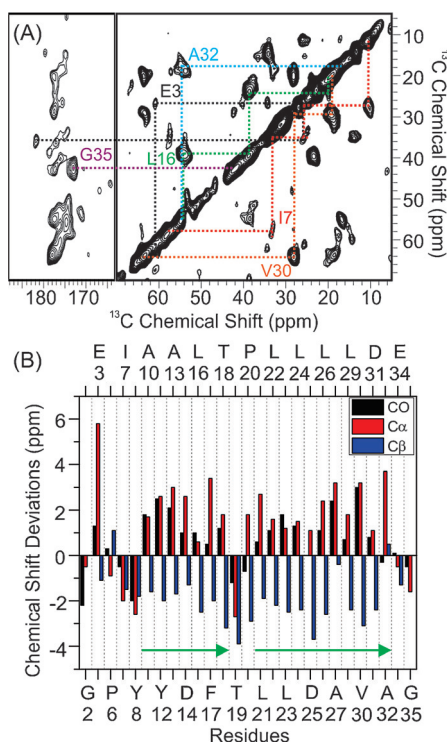 (A)
A32
E3
G35
L16
I7
V30
10
20
30
40
50
60
¹³C Chemical Shift (ppm)
180 170 60 50 40 30 20 10
¹³C Chemical Shift (ppm)
(B)
E I A A L T P L L L L D E
3 7 10 13 16 18 20 22 24 26 29 31 34
CO
Cα
Cβ
Chemical Shift Deviations (ppm)
6
4
2
0
-2
-4
G P Y Y D F T L L D A V A G
2 6 8 12 14 17 19 21 23 25 27 30 32 35
Residues